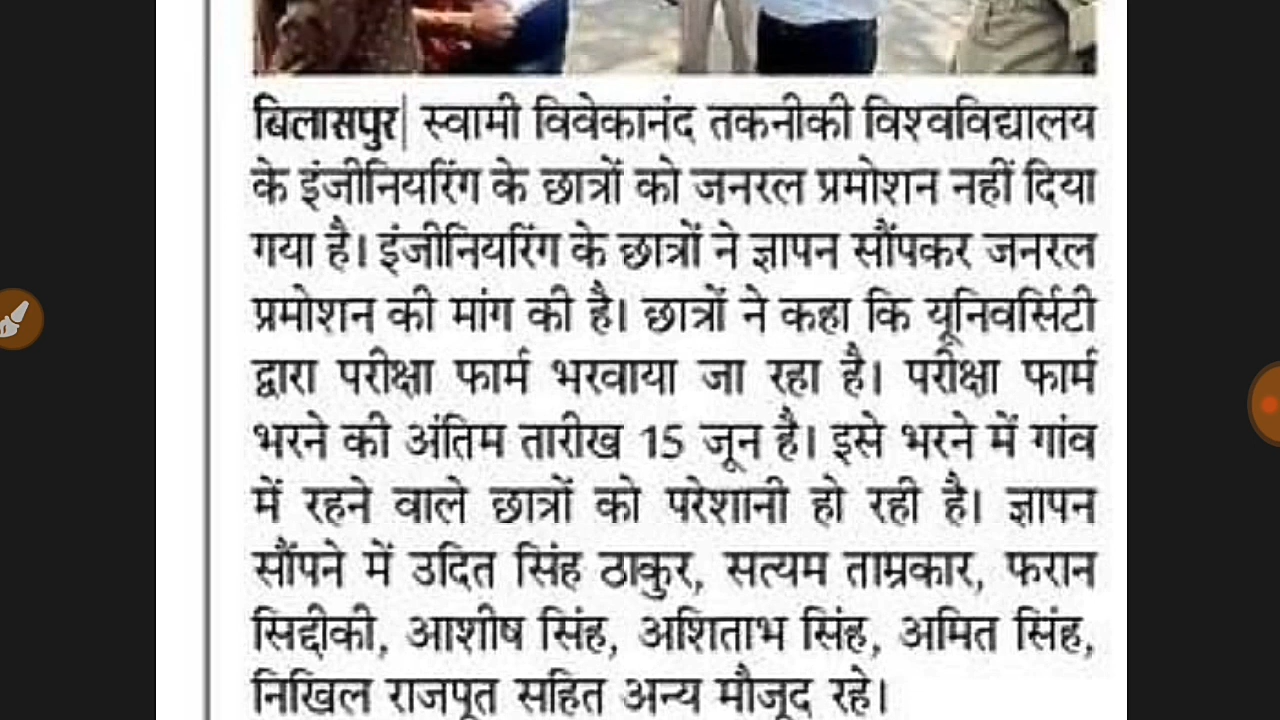 बिलासपुर| स्वामी विवेकानंद तकनीकी विश्वविद्यालय
के इंजीनियरिंग के छात्रों को जनरल प्रमोशन नहीं दिया
गया है। इंजीनियरिंग के छात्रों ने ज्ञापन सौंपकर जनरल
प्रमोशन की मांग की है। छात्रों ने कहा कि यूनिवर्सिटी
द्वारा परीक्षा फार्म भरवाया जा रहा है। परीक्षा फार्म
भरने की अंतिम तारीख 15 जून है। इसे भरने में गांव
में रहने वाले छात्रों को परेशानी हो रही है। ज्ञापन
सौंपने में उदित सिंह ठाकुर, सत्यम ताम्रकार, फरान
सिद्दीकी, आशीष सिंह, अशिताभ सिंह, अमित सिंह,
निखिल राजपूत सहित अन्य मौजूद रहे।